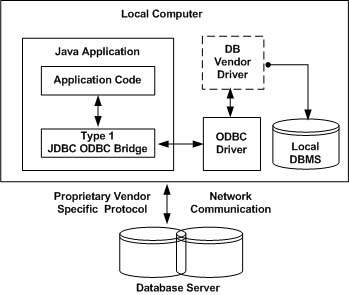 Local Computer
Java Application
Application Code
Type 1
JDBC ODBC Bridge
DB
Vendor
Driver
ODBC
Driver
Local
DBMS
Proprietary Vendor
Specific Protocol
Network
Communication
Database Server